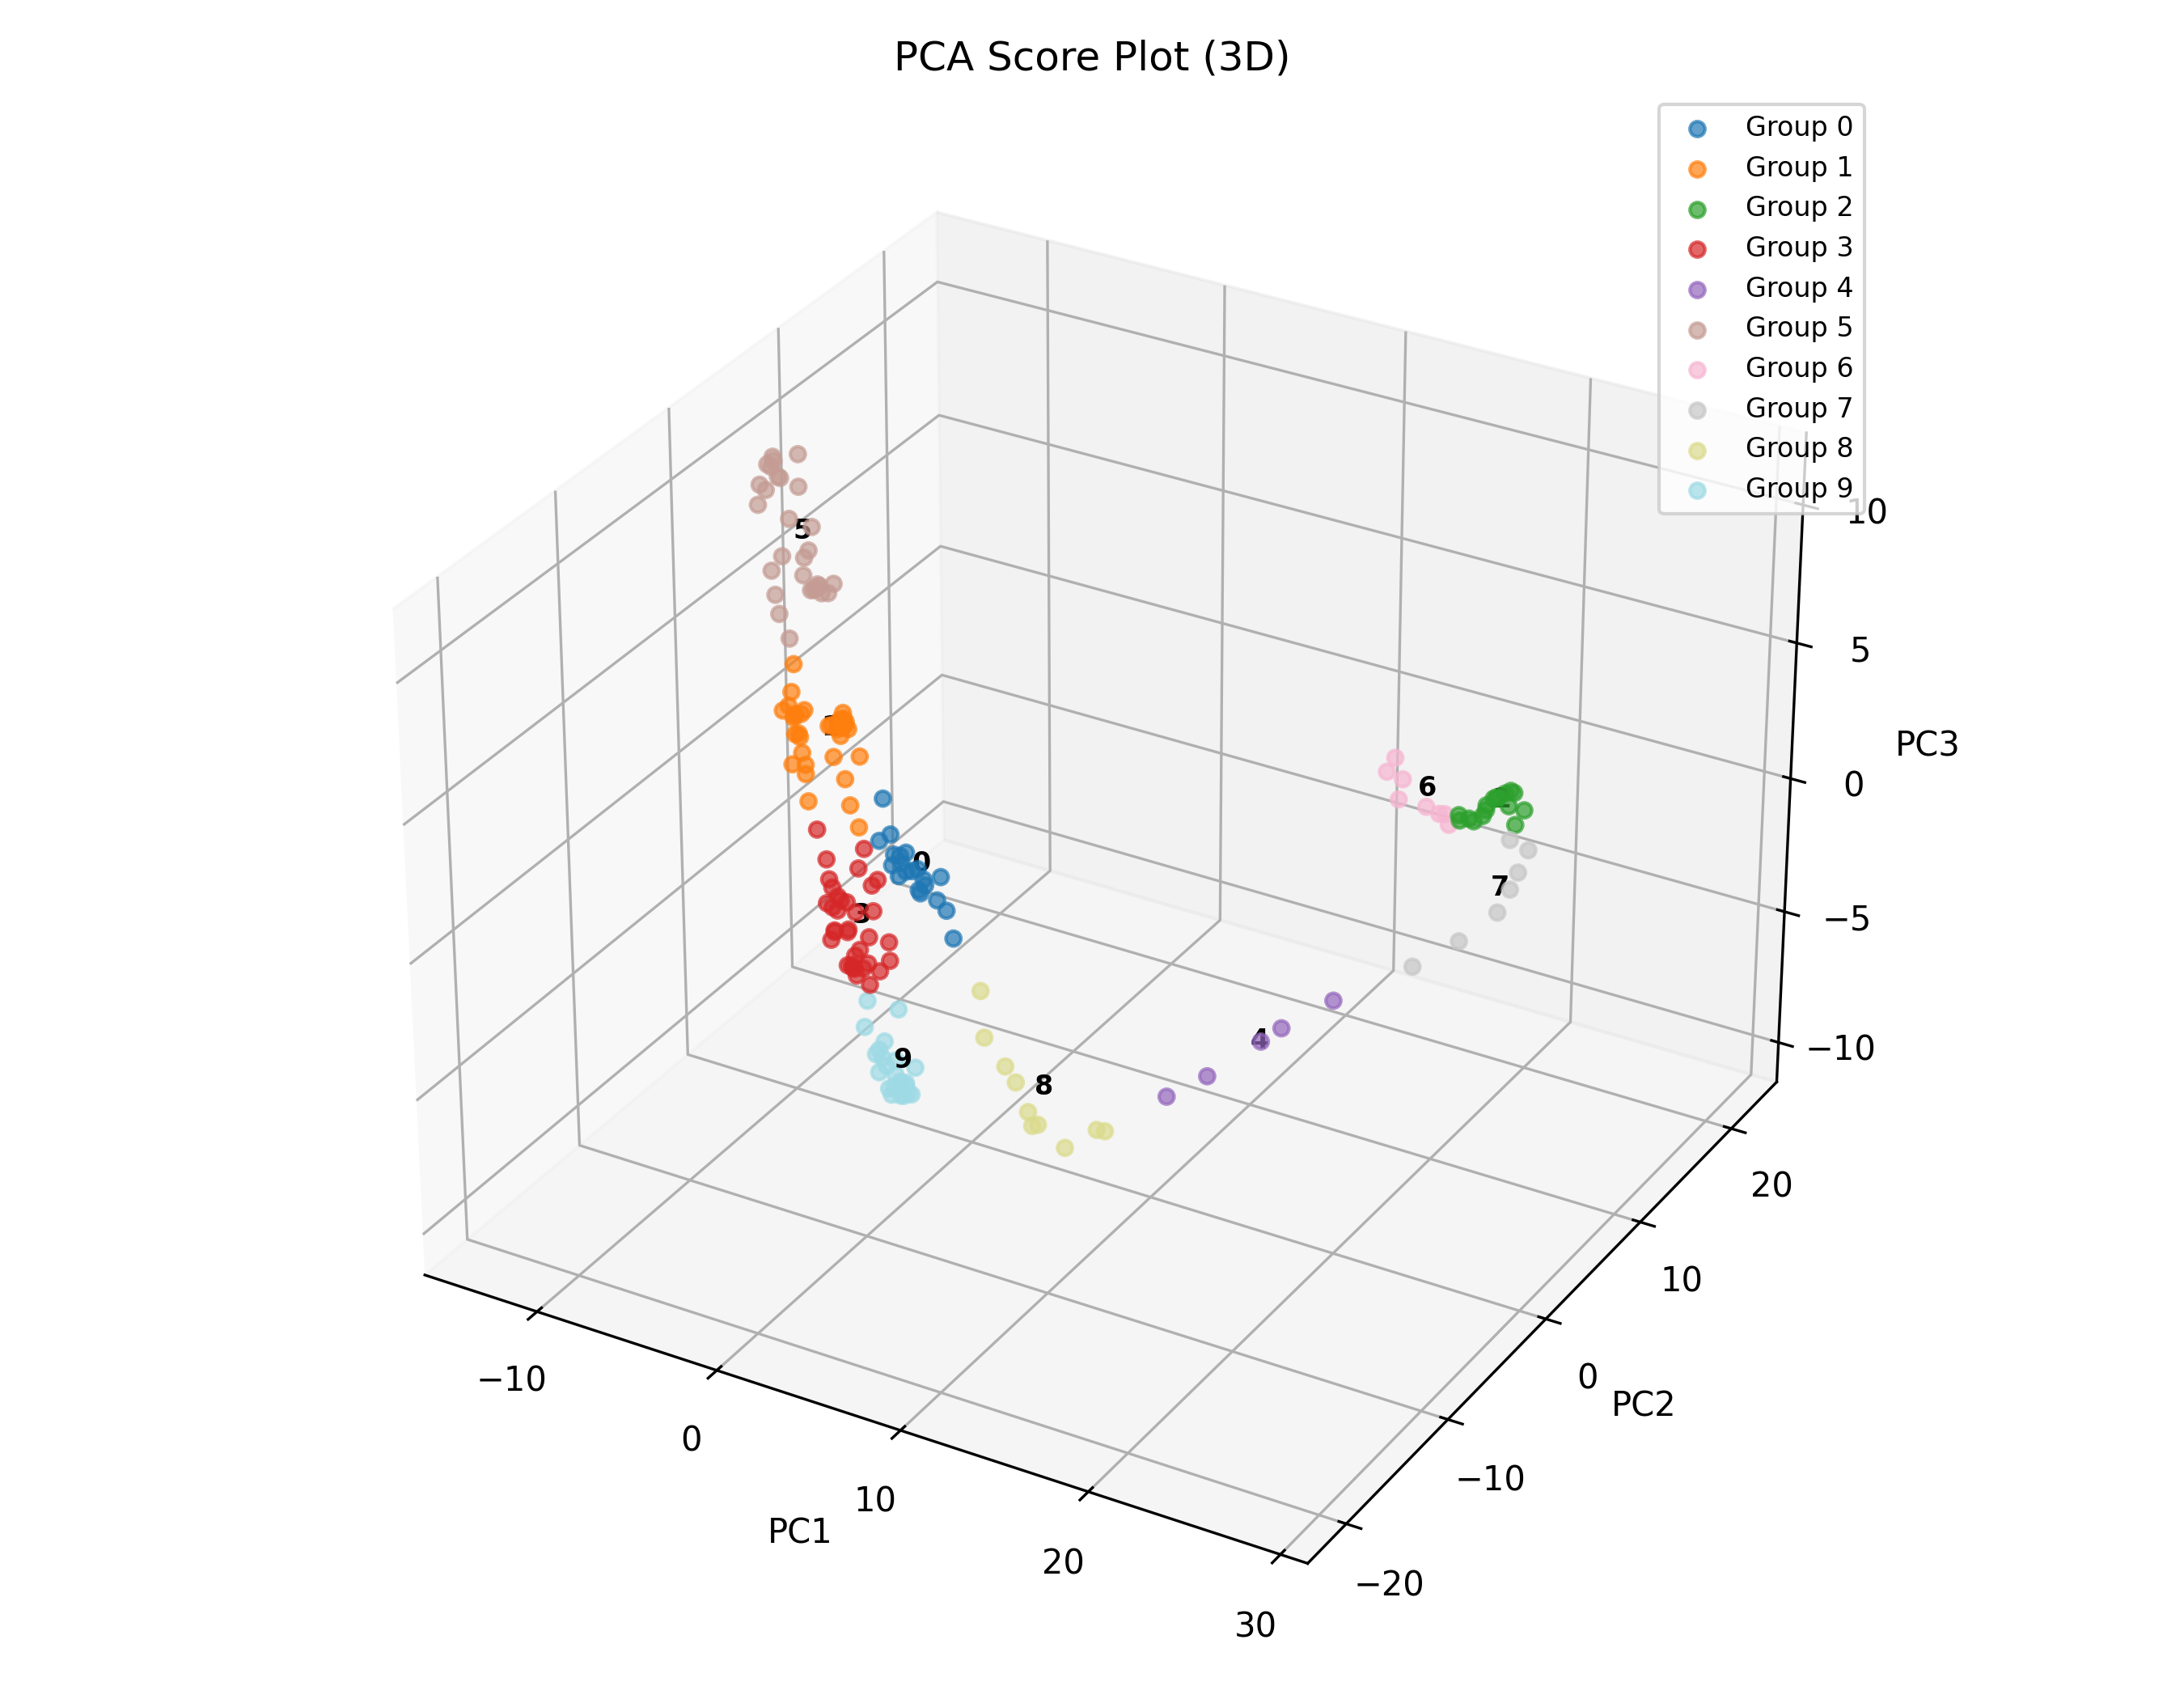 PCA Score Plot (3D)
Group 0
Group 1
Group 2
Group 3
Group 4
Group 5
Group 6
Group 7
Group 8
Group 9
10
5
0
−5
−10
PC3
20
10
0
−10
−20
PC2
−10
0
10
20
30
PC1
5
6
0
3
7
4
9
8